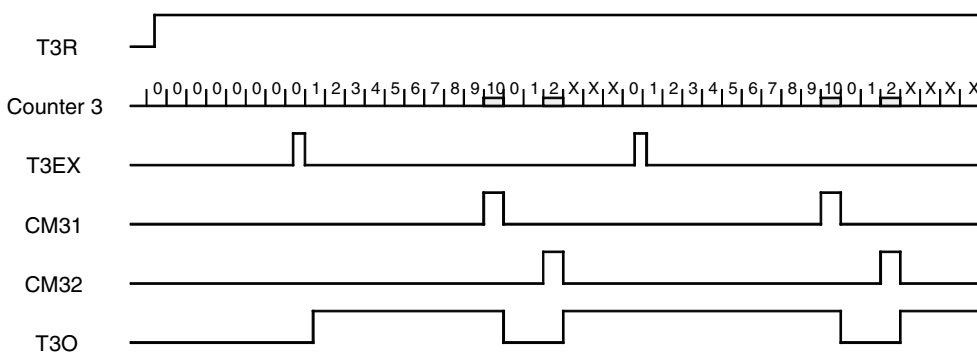 T3R
Counter 3 0 0 0 0 0 0 0 0 1 2 3 4 5 6 7 8 9 10 0 1 2 X X X 0 1 2 3 4 5 6 7 8 9 10 0 1 2 X X X X
T3EX
CM31
CM32
T3O